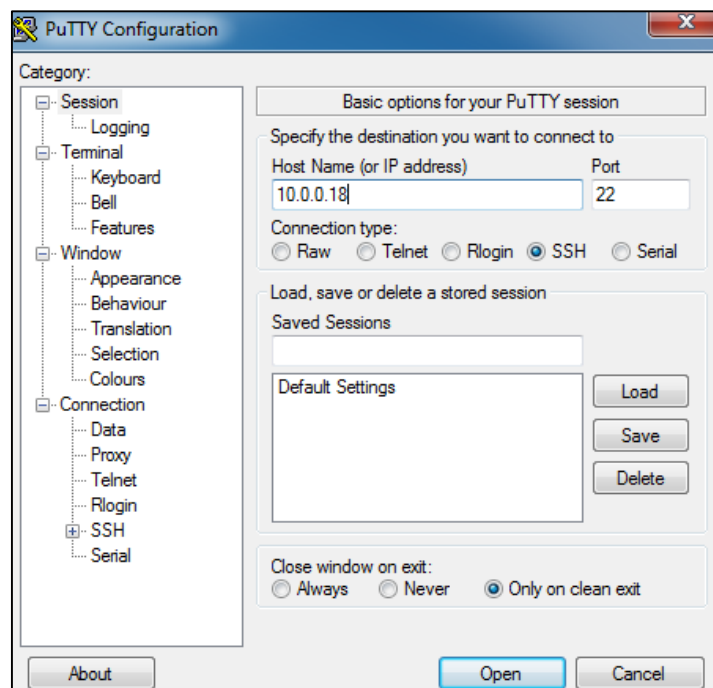 PuTTY Configuration
Category:
Session
Logging
Terminal
Keyboard
Bell
Features
Window
Appearance
Behaviour
Translation
Selection
Colours
Connection
Data
Proxy
Telnet
Rlogin
SSH
Serial
Basic options for your PuTTY session
Specify the destination you want to connect to
Host Name (or IP address) Port
10.0.0.18 22
Connection type:
Raw Telnet Rlogin SSH Serial
Load, save or delete a stored session
Saved Sessions
Default Settings
Load
Save
Delete
Close window on exit:
Always Never Only on clean exit
About Open Cancel